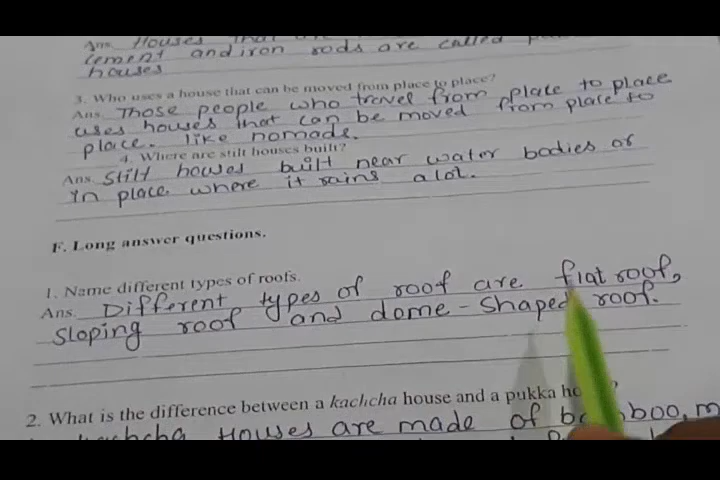 Ans. Houses that are
cement and iron rods are called
houses
3. Who uses a house that can be moved from place to place?
Ans. Those people who travel from place to place
uses houses that can be moved from place to
place. like nomade.
4. Where are stilt houses built?
Ans. Stilt houses built near water bodies or
in place where it rains a lot.
F. Long answer questions.
1. Name different types of roofs.
Ans. Different types of roof are flat roof,
Sloping roof and dome-shaped roof.
2. What is the difference between a kachcha house and a pukka
kachcha Houses are made of bamboo, m